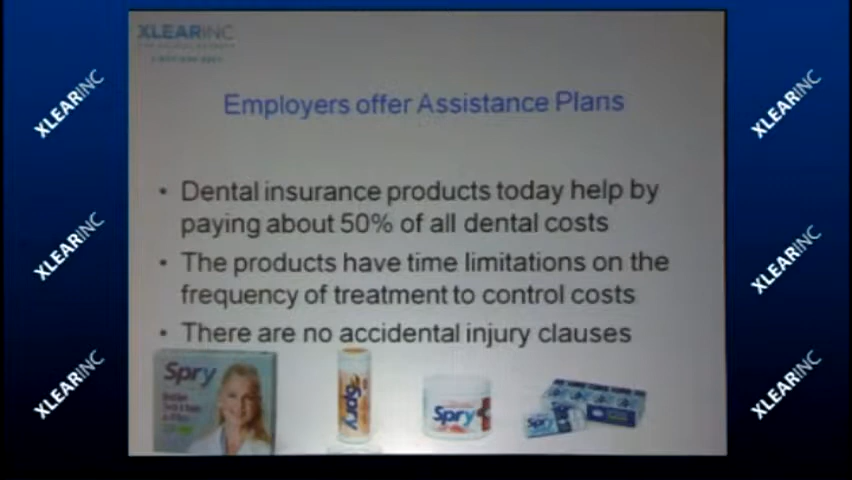 XLEARINC
Employers offer Assistance Plans
• Dental insurance products today help by
paying about 50% of all dental costs
• The products have time limitations on the
frequency of treatment to control costs
• There are no accidental injury clauses
Spry
Spry
Spry
Spry
XLEARINC
XLEARINC
XLEARINC
XLEARINC
XLEARINC
XLEARINC